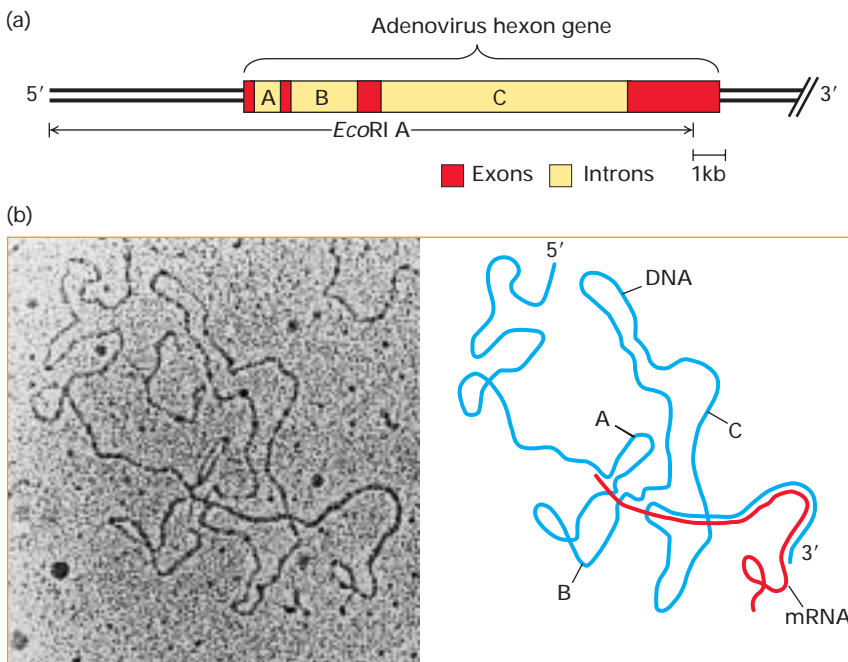 (a)
Adenovirus hexon gene
5′ A B C 3′
EcoRI A
1kb
Exons Introns
(b)
5′
DNA
A
C
B
3′
mRNA